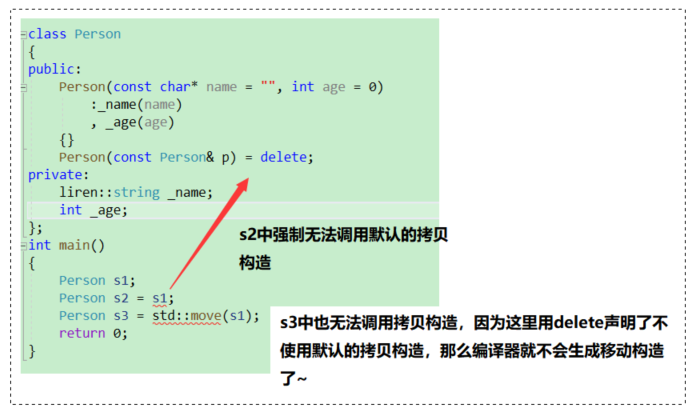 class Person
{
public:
Person(const char* name = "", int age = 0)
:_name(name)
, _age(age)
{}
Person(const Person& p) = delete;
private:
liren::string _name;
int _age;
};
s2中强制无法调用默认的拷贝
构造
int main()
{
Person s1;
Person s2 = s1;
Person s3 = std::move(s1);
return 0;
}
s3中也无法调用拷贝构造，因为这里用delete声明了不
使用默认的拷贝构造，那么编译器就不会生成移动构造
了~